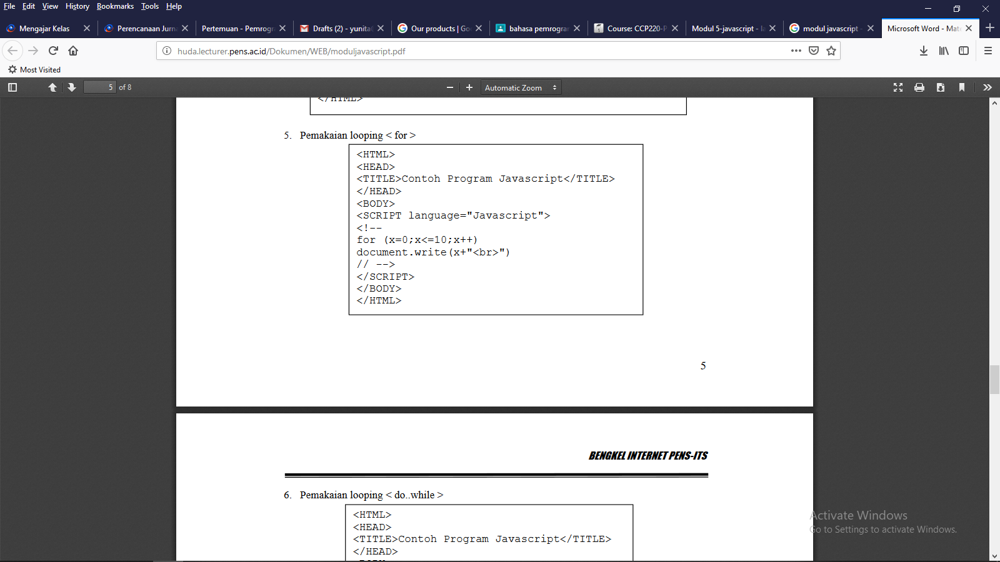 File Edit View History Bookmarks Tools Help
Mengajar Kelas Perencanaan Jurn Pertemuan - Pemrogr Drafts (2) - yunita Our products | Go bahasa pemrogra Course: CCP220-P Modul 5-javascript - modul javascript - Microsoft Word - Mat
huda.lecturer.pens.ac.id/Dokumen/WEB/moduljavascript.pdf
Most Visited
5 of 8 Automatic Zoom
</HTML>
5. Pemakaian looping < for >
<HTML>
<HEAD>
<TITLE>Contoh Program Javascript</TITLE>
</HEAD>
<BODY>
<SCRIPT language="Javascript">
<!--
for (x=0;x<=10;x++)
document.write(x+"<br>")
// -->
</SCRIPT>
</BODY>
</HTML>
5
BENGKEL INTERNET PENS-ITS
6. Pemakaian looping < do..while >
<HTML>
<HEAD>
<TITLE>Contoh Program Javascript</TITLE>
</HEAD>
Activate Windows
Go to Settings to activate Windows.